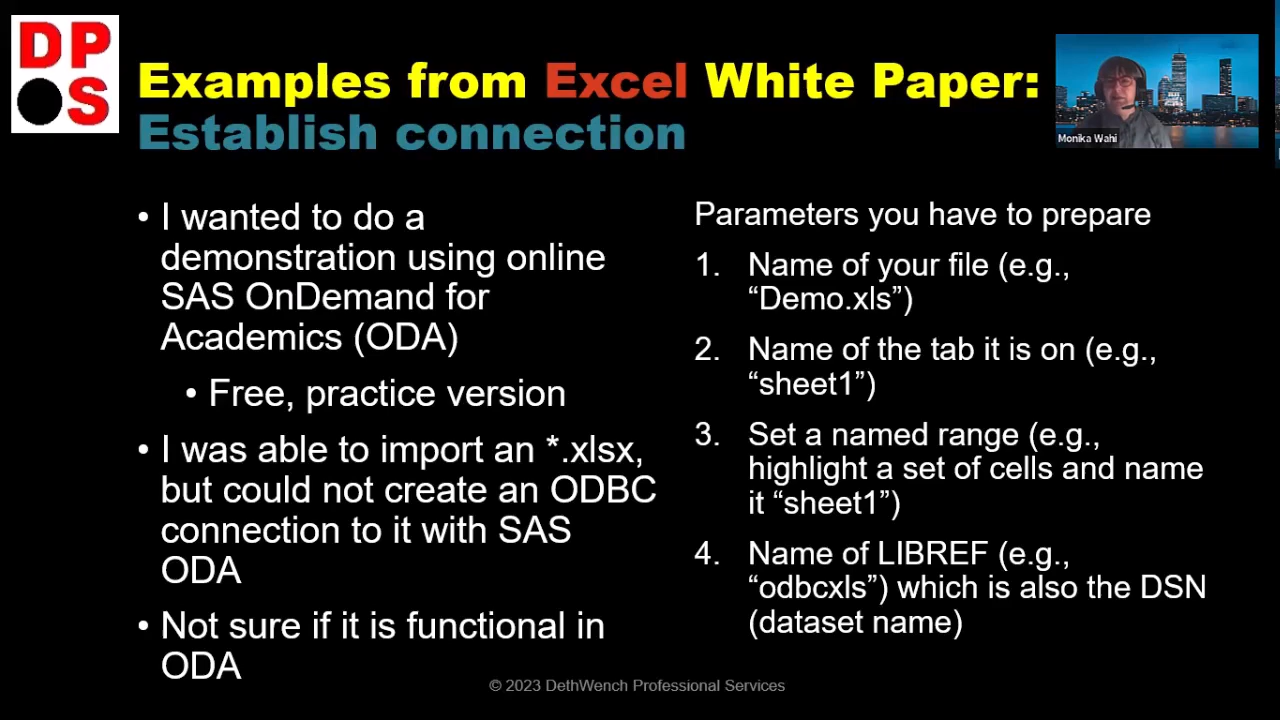 DP
S
Examples from Excel White Paper:
Establish connection
Monika Wahi
• I wanted to do a
demonstration using online
SAS OnDemand for
Academics (ODA)
• Free, practice version
• I was able to import an *.xlsx,
but could not create an ODBC
connection to it with SAS
ODA
• Not sure if it is functional in
ODA
Parameters you have to prepare
1. Name of your file (e.g.,
“Demo.xls”)
2. Name of the tab it is on (e.g.,
“sheet1”)
3. Set a named range (e.g.,
highlight a set of cells and name
it “sheet1”)
4. Name of LIBREF (e.g.,
“odbcxls”) which is also the DSN
(dataset name)
© 2023 DethWench Professional Services